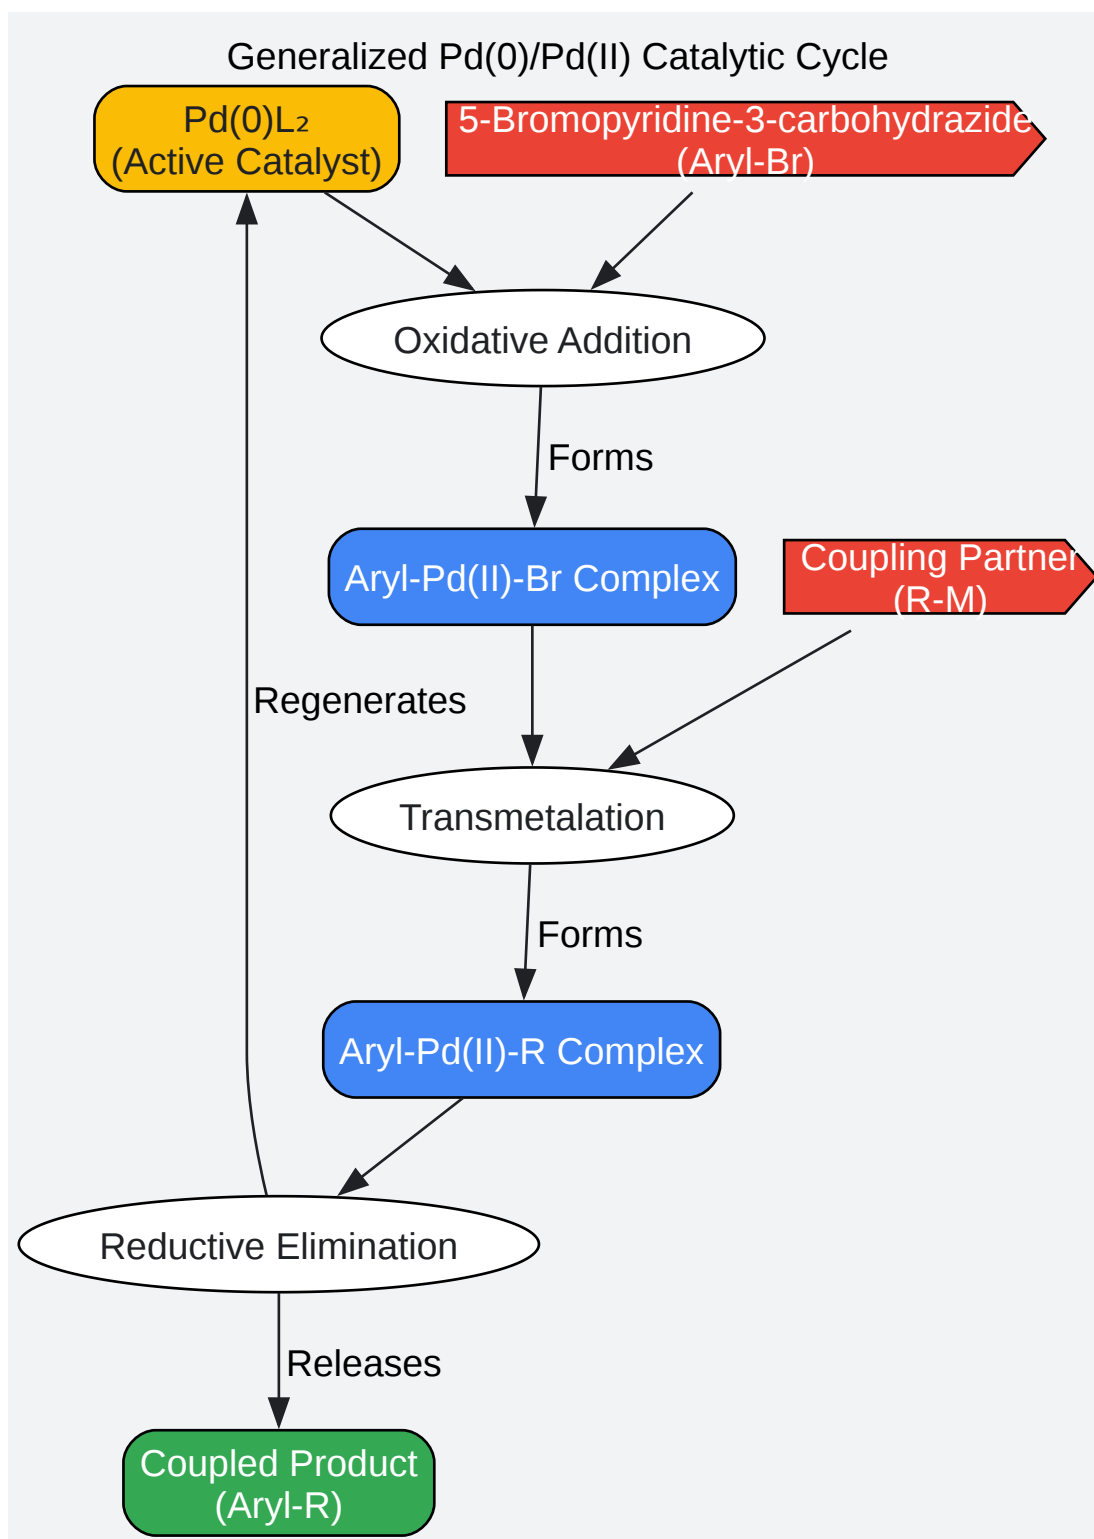 Generalized Pd(0)/Pd(II) Catalytic Cycle
Pd(0)L₂
(Active Catalyst)
5-Bromopyridine-3-carbohydrazide
(Aryl-Br)
Oxidative Addition
Forms
Aryl-Pd(II)-Br Complex
Coupling Partner
(R-M)
Regenerates
Transmetalation
Forms
Aryl-Pd(II)-R Complex
Reductive Elimination
Releases
Coupled Product
(Aryl-R)